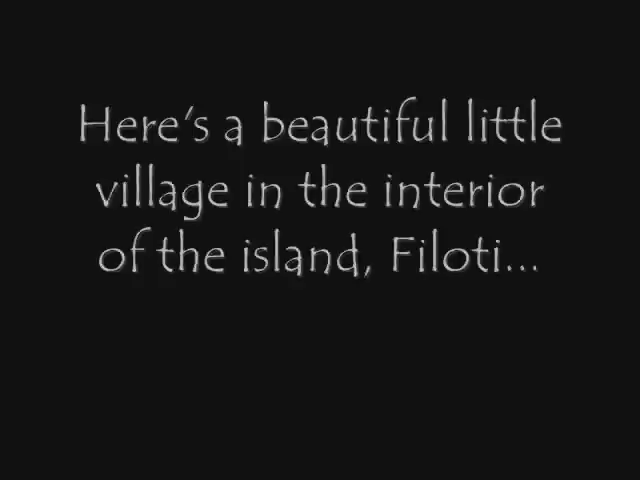 Here's a beautiful little
village in the interior
of the island, Filoti...